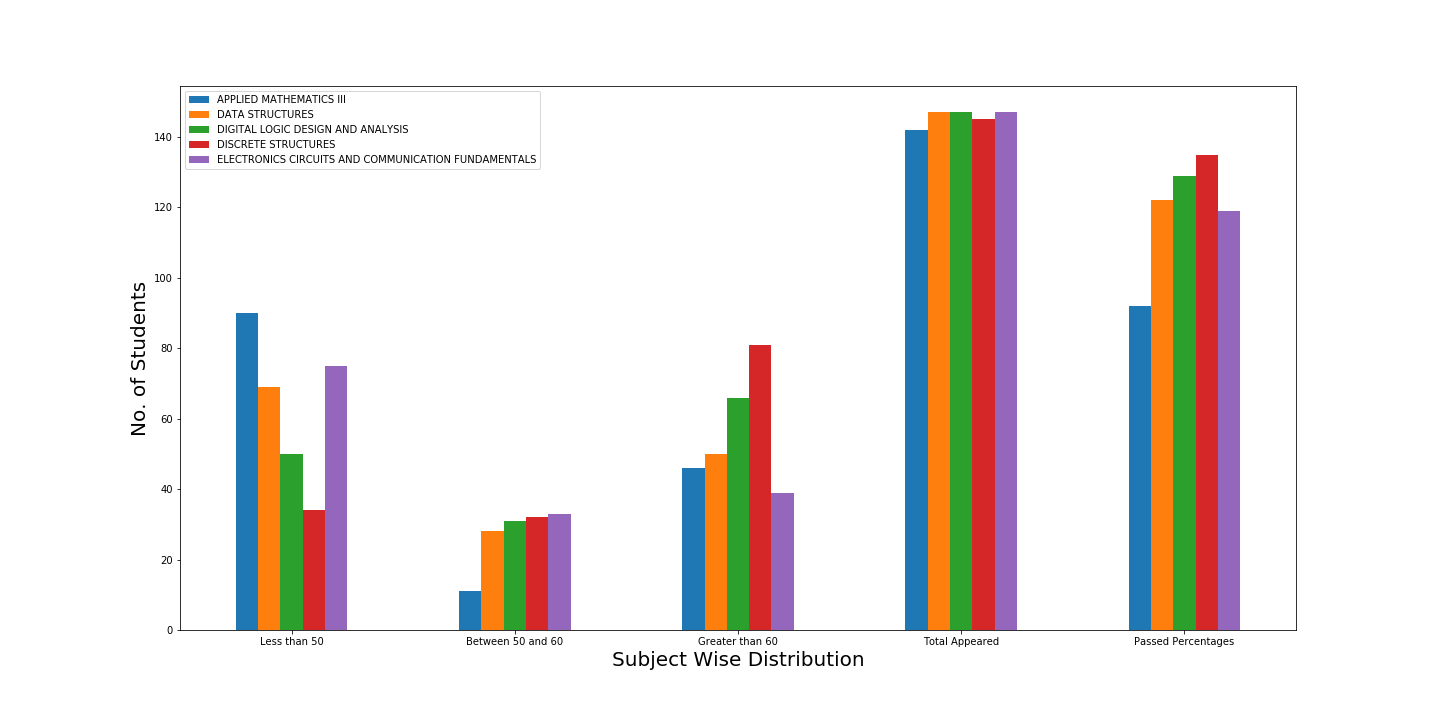 APPLIED MATHEMATICS III
DATA STRUCTURES
DIGITAL LOGIC DESIGN AND ANALYSIS
DISCRETE STRUCTURES
ELECTRONICS CIRCUITS AND COMMUNICATION FUNDAMENTALS
No. of Students
140
120
100
80
60
40
20
0
Less than 50
Between 50 and 60
Greater than 60
Total Appeared
Passed Percentages
Subject Wise Distribution